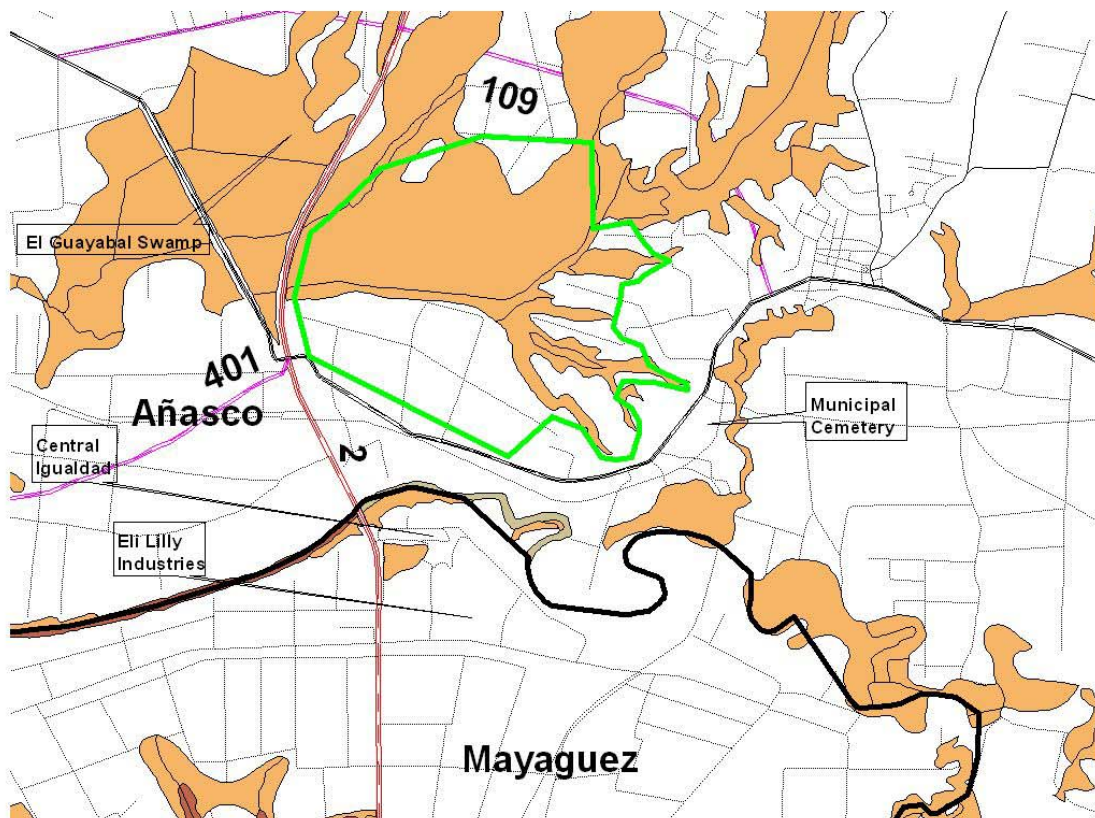 109
El Guayabal Swamp
401
Añasco
Municipal
Cemetery
Central
Igualdad
2
Eli Lilly
Industries
Mayaguez